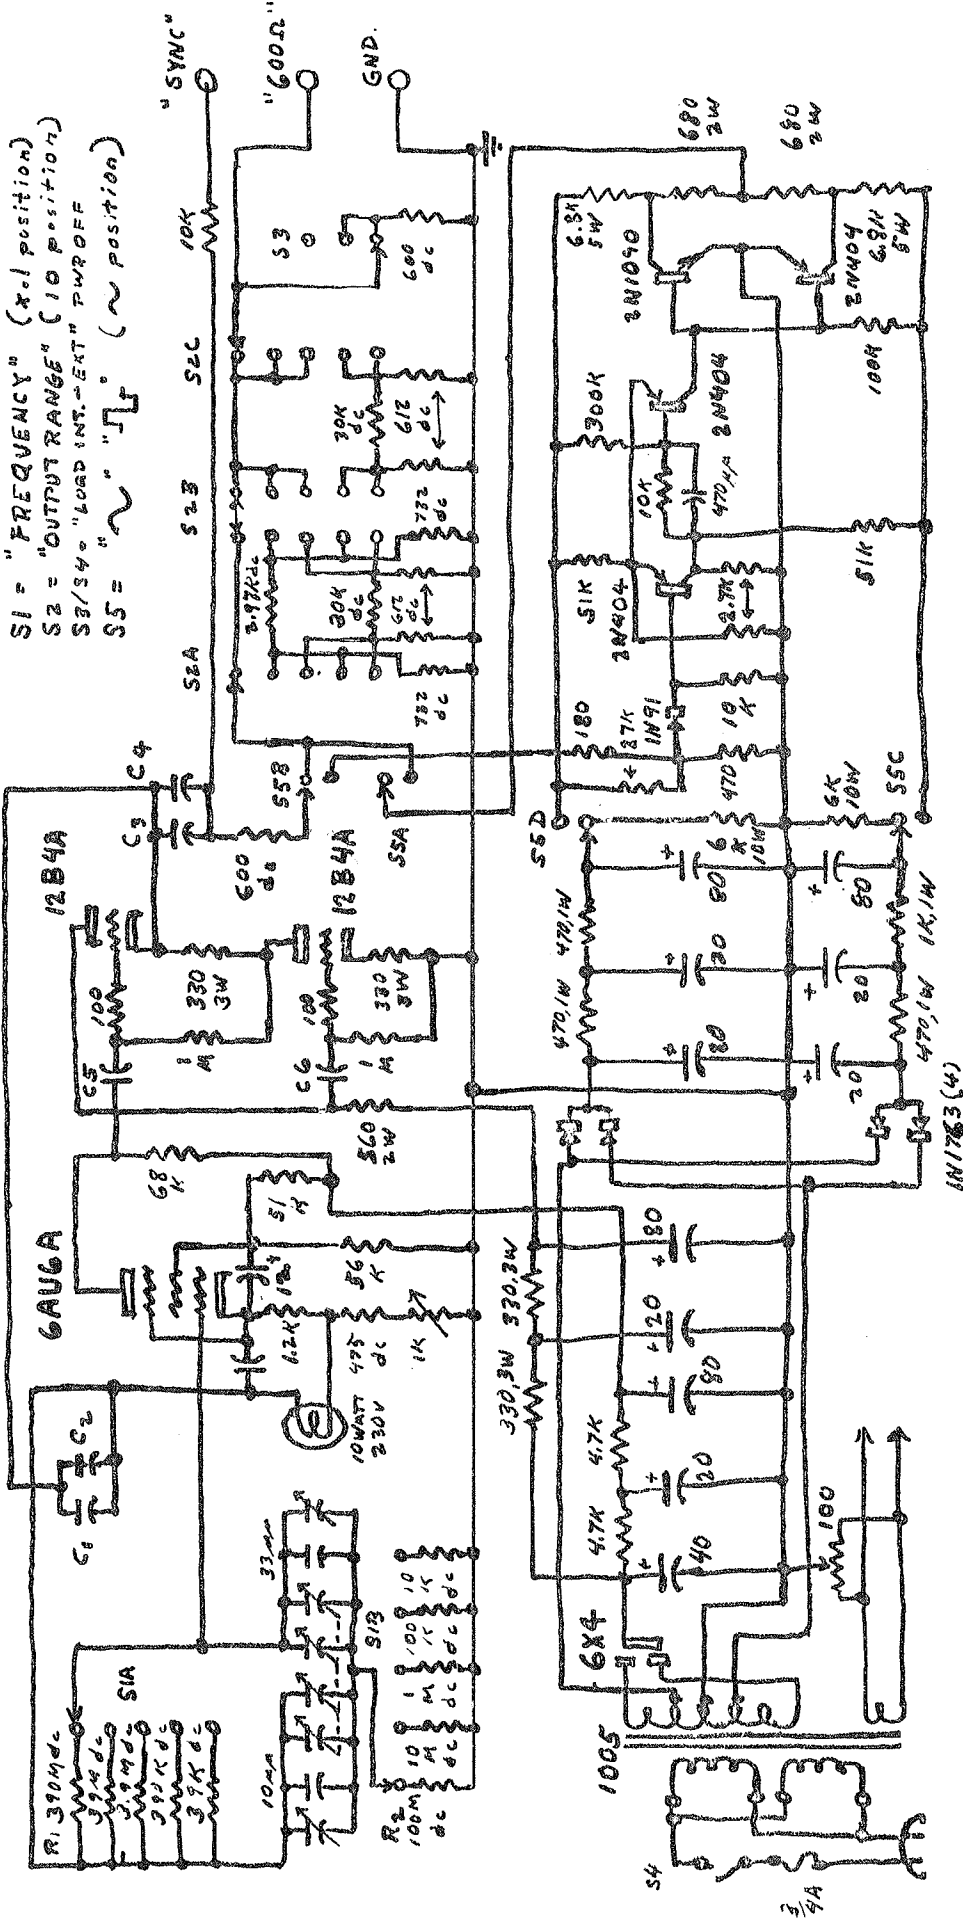 S1 = "FREQUENCY" (x.1 position)
S2 = "OUTPUT RANGE" (10 position)
S3/S4 = "LOAD INT.-EXT" PWR OFF
S5 = "~" "⎍" (~ position)
"SYNC"
"600Ω"
GND.
10K
R1 390M dc
39M dc
3.9M dc
390K dc
39K dc
S1A
10μμ
33μμ
S1B
R2
100M
dc
10
M
dc
1
M
dc
100
K
dc
10
K
dc
C1
C2
6AU6A
10WATT
230V
1.2K
475
dc
1K
56
K
51
K
68
K
C5
100
1
M
330
3W
12B4A
C6
100
1
M
330
3W
12B4A
560
2W
C3
C4
600
dc
S5B
S5A
S2A
S2B
S2C
S3
2.97K dc
20K
dc
612
dc
732
dc
732
dc
30K
dc
612
dc
600
dc
1005
6X4
S4
3/4A
100
4.7K
4.7K
330,3W
330,3W
+
40
+
20
+
80
+
20
+
80
1N1763(4)
470,1W
470,1W
+
20
+
20
+
80
+
20
+
20
+
80
470,1W
1K,1W
S5D
S5C
6
K
10W
6K
10W
180
27K
1N91
470
10
K
51K
2N404
2.7K
10K
470μμ
51K
300K
2N404
100K
2N1090
2N404
6.8K
5W
680
2W
680
2W
6.8K
5W